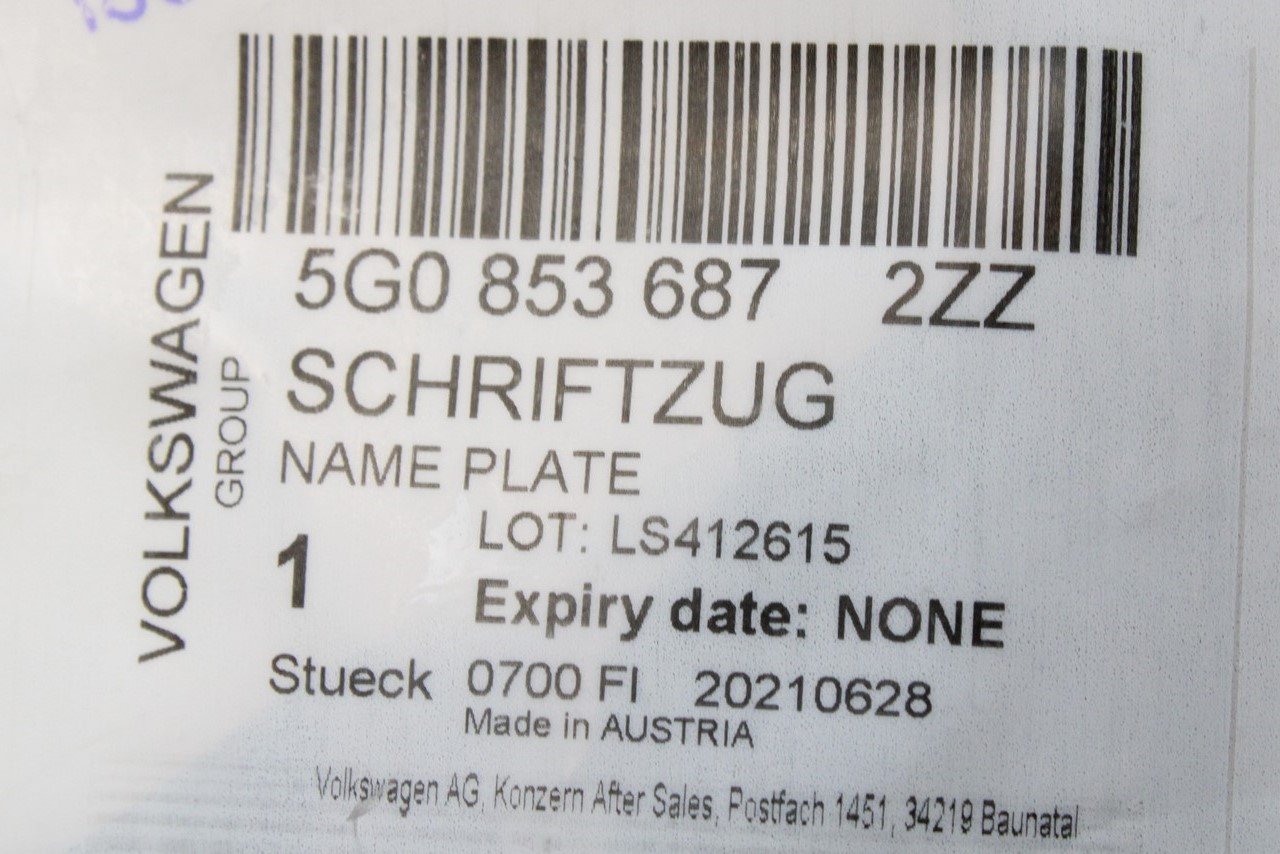 VOLKSWAGEN
GROUP
5G0 853 687 2ZZ
SCHRIFTZUG
NAME PLATE
LOT: LS412615
1
Expiry date: NONE
Stueck 0700 FI 20210628
Made in AUSTRIA
Volkswagen AG, Konzern After Sales, Postfach 1451, 34219 Baunatal